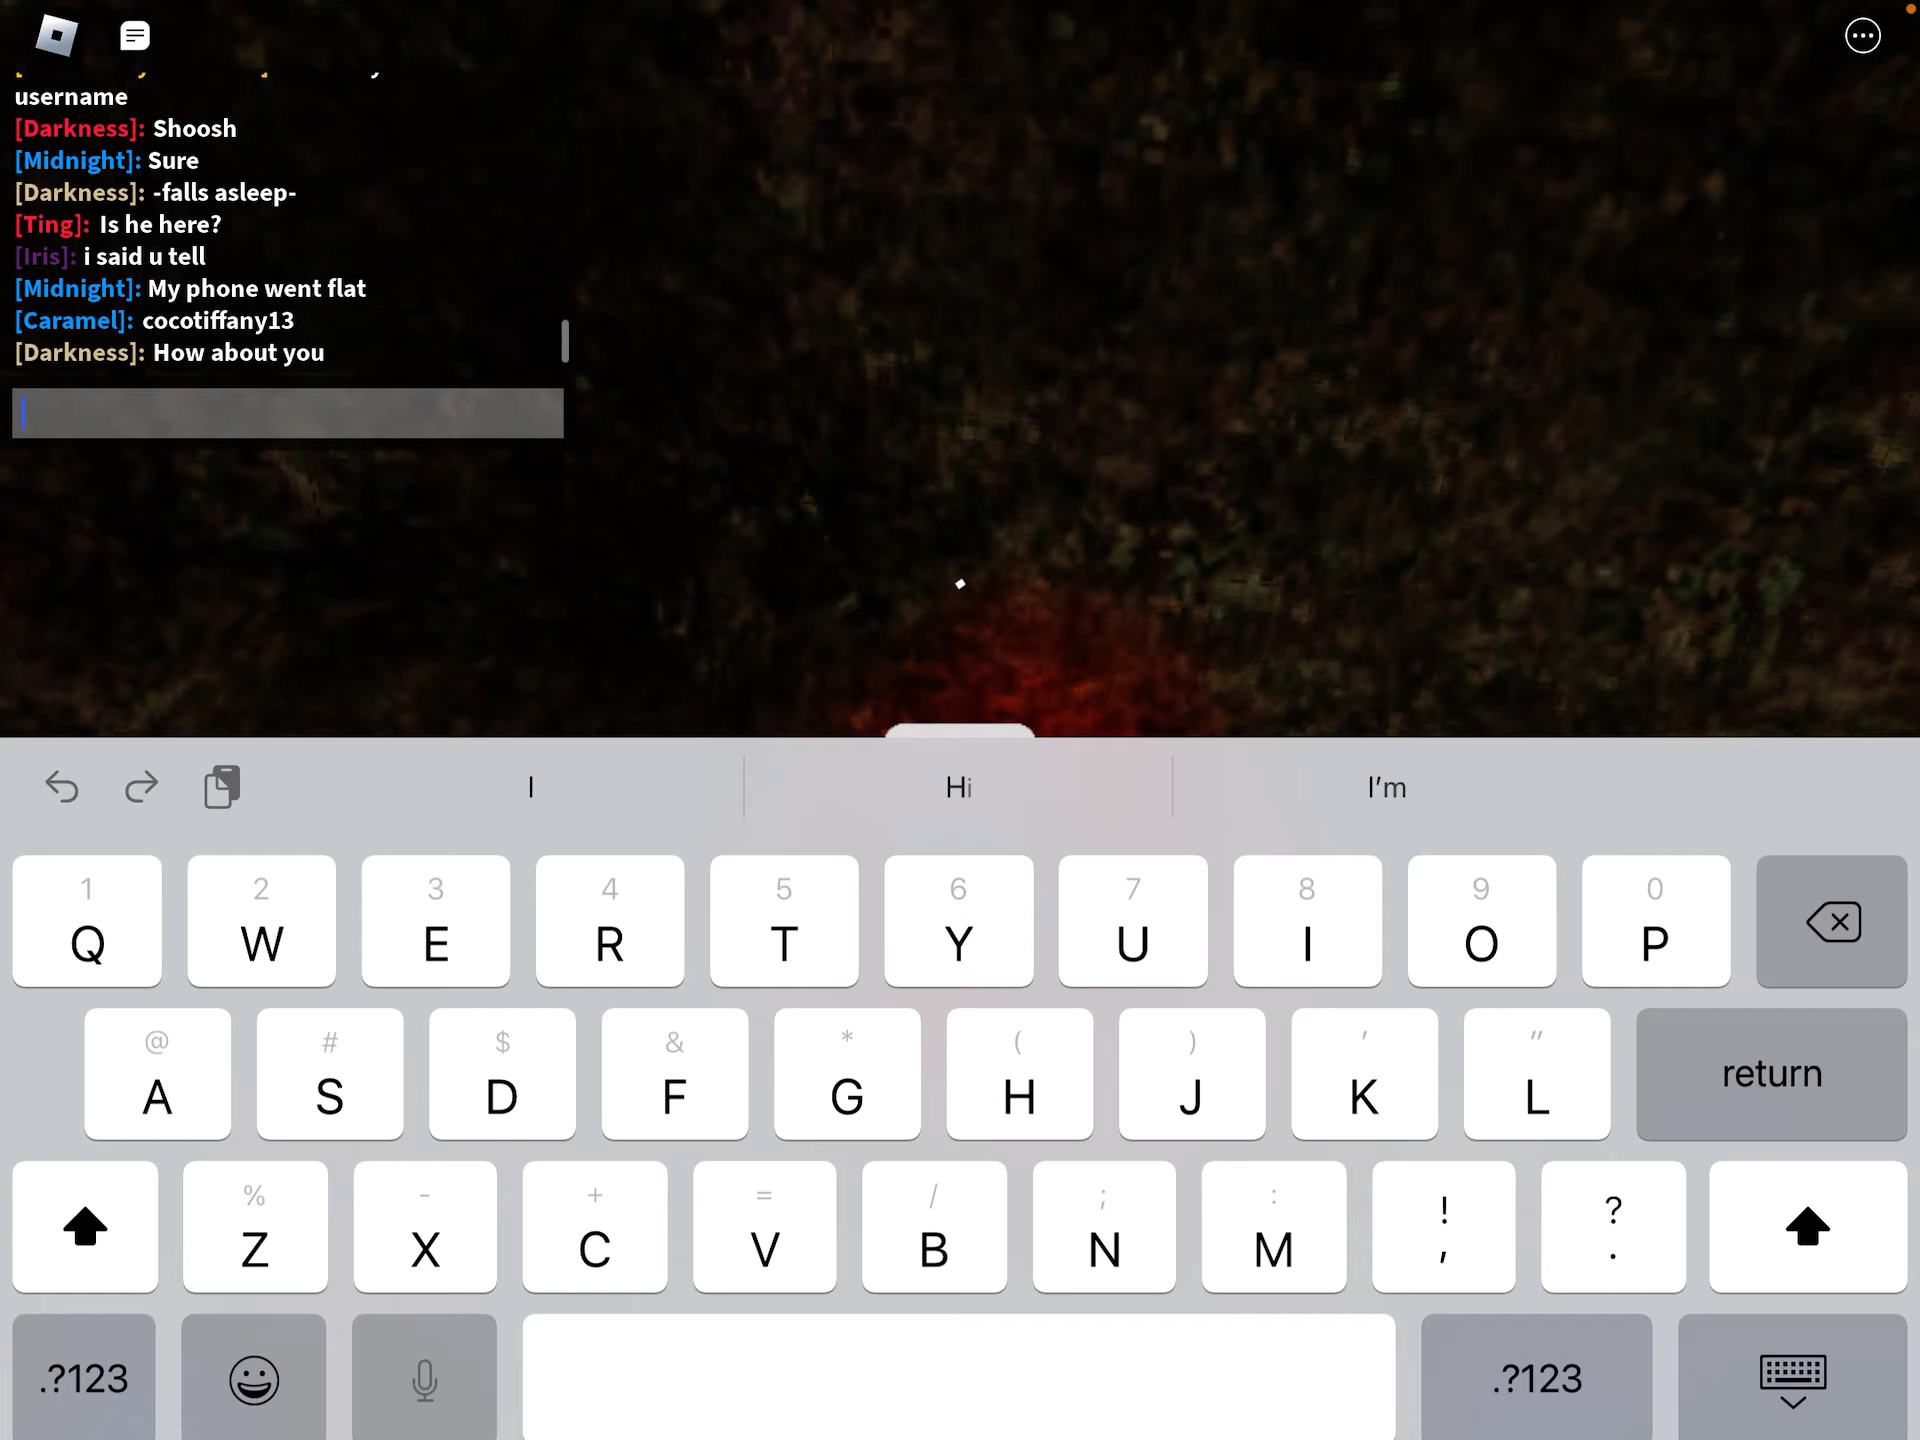 username
[Darkness]: Shoosh
[Midnight]: Sure
[Darkness]: -falls asleep-
[Ting]: Is he here?
[Iris]: i said u tell
[Midnight]: My phone went flat
[Caramel]: cocotiffany13
[Darkness]: How about you
I Hi I'm
1 2 3 4 5 6 7 8 9 0
Q W E R T Y U I O P
@ # $ & * ( ) ' "
A S D F G H J K L return
% - + = / ; : ! ?
Z X C V B N M , .
.?123 .?123